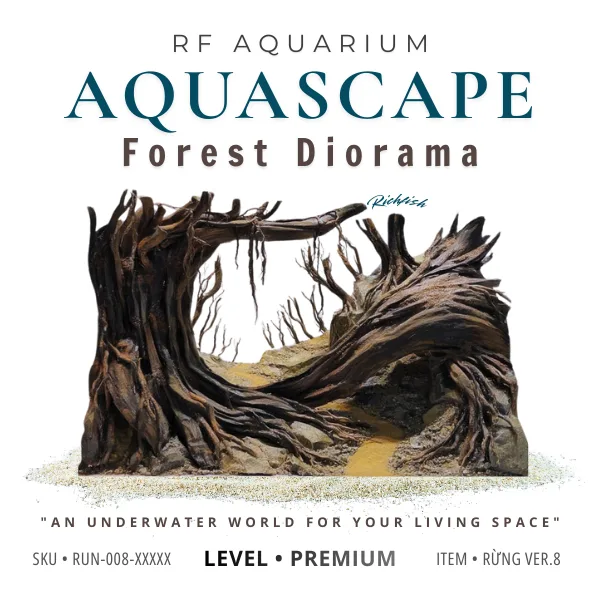 RF AQUARIUM
AQUASCAPE
Forest Diorama
Richfish
"AN UNDERWATER WORLD FOR YOUR LIVING SPACE"
SKU • RUN-008-XXXXX LEVEL • PREMIUM ITEM • RỪNG VER.8